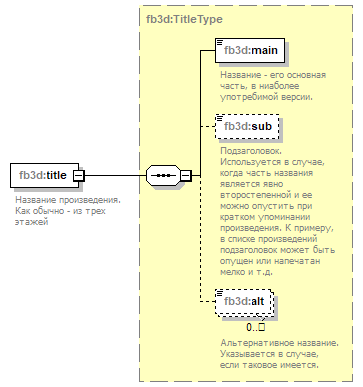 fb3d:TitleType
fb3d:main
Название - его основная
часть, в ниаболее
употребимой версии.
fb3d:sub
Подзаголовок.
Используется в случае,
когда часть названия
является явно
второстепенной и ее
можно опустить при
кратком упоминании
произведения. К примеру,
в списке произведений
подзаголовок может быть
опущен или напечатан
мелко и т.д.
fb3d:title
Название произведения.
Как обычно - из трех
этажей
fb3d:alt
0..
Альтернативное название.
Указывается в случае,
если таковое имеется.